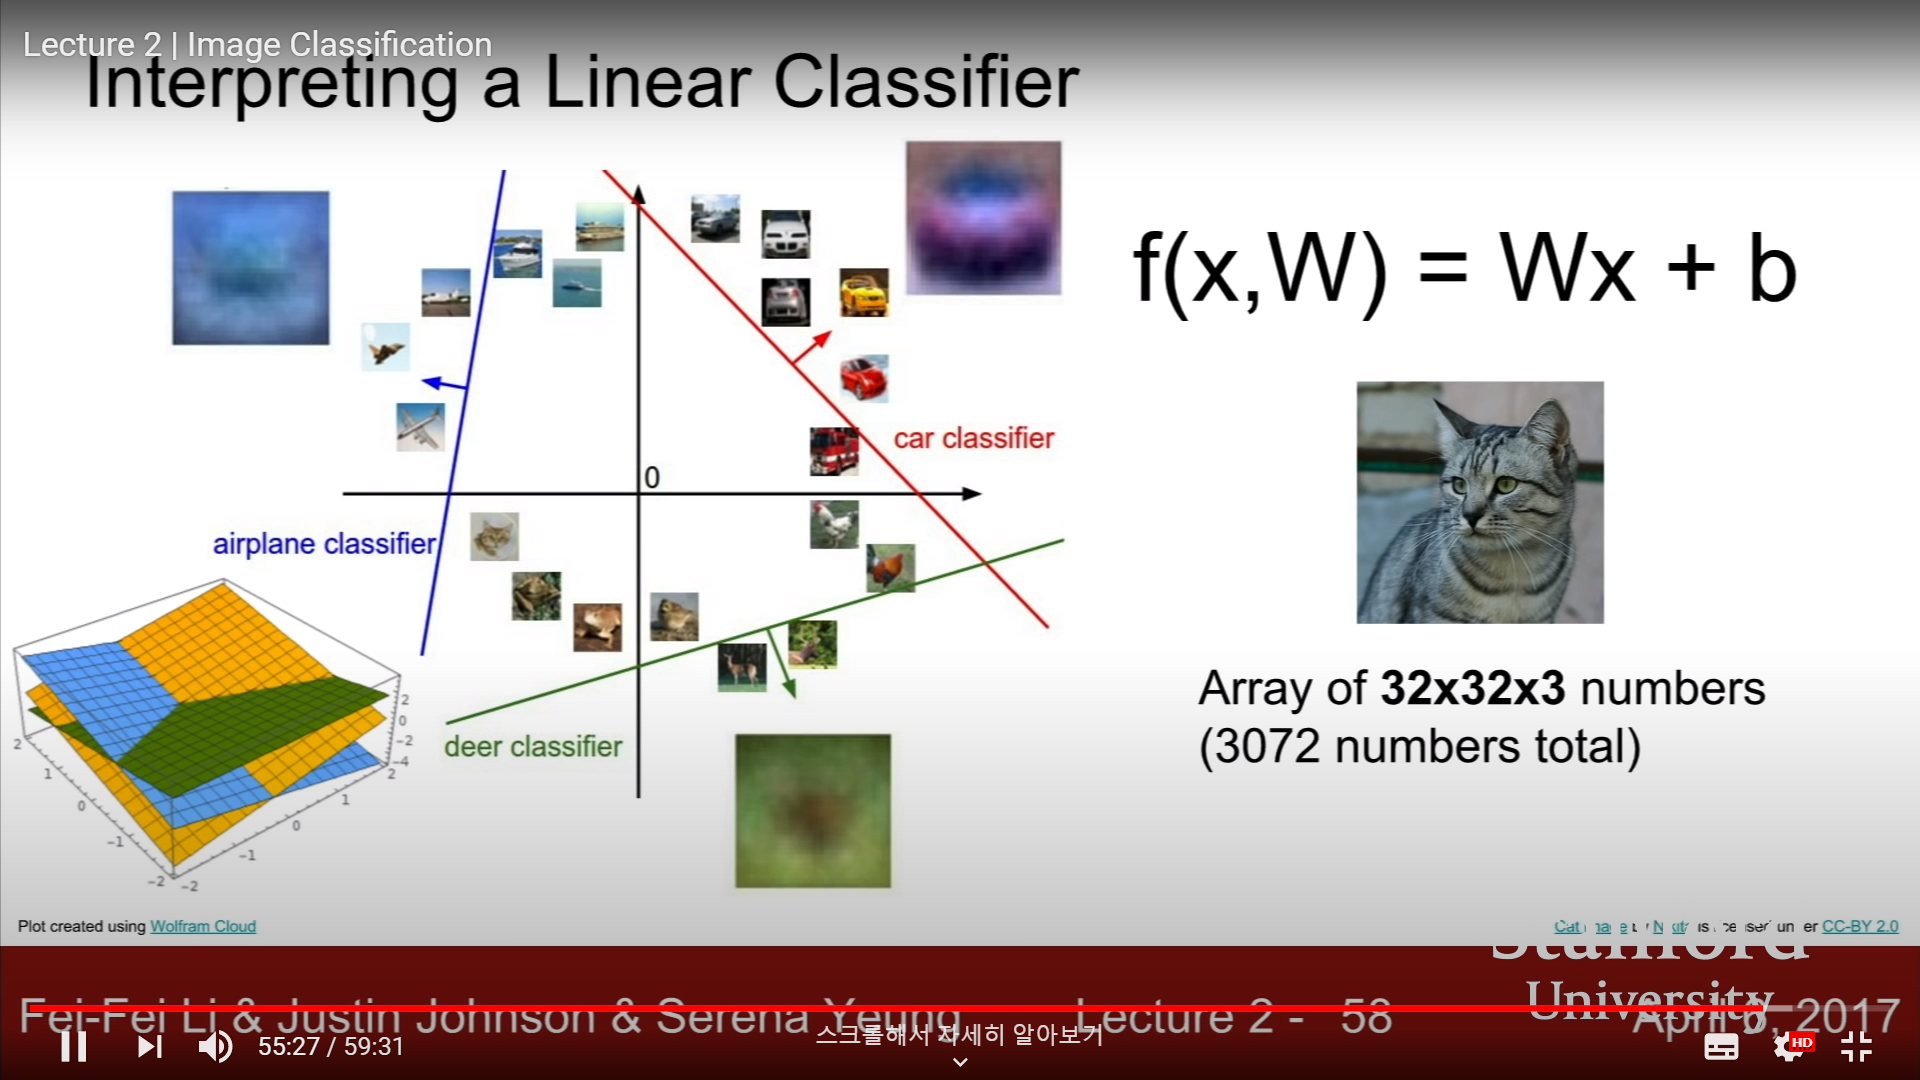 Lecture 2 | Image Classification
Interpreting a Linear Classifier
f(x,W) = Wx + b
car classifier
0
airplane classifier
deer classifier
Array of 32x32x3 numbers
(3072 numbers total)
2
0
-2
-4
2
1
0
-1
-2
2
1
0
-1
-2
Plot created using Wolfram Cloud
CC-BY 2.0
Stanford
University
Fei-Fei Li & Justin Johnson & Serena Yeung
Lecture 2 - 58
April 2017
스크롤해서 자세히 알아보기
55:27 / 59:31
HD